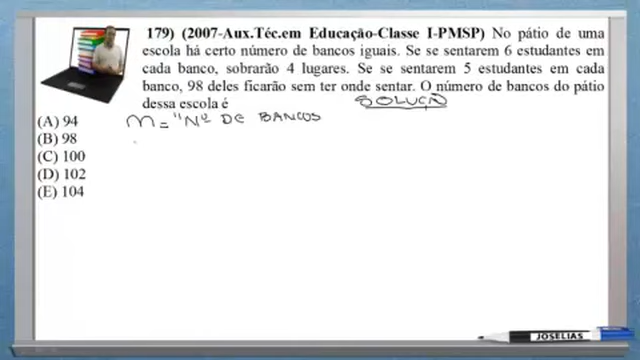 179) (2007-Aux.Téc.em Educação-Classe I-PMSP) No pátio de uma
escola há certo número de bancos iguais. Se se sentarem 6 estudantes em
cada banco, sobrarão 4 lugares. Se se sentarem 5 estudantes em cada
banco, 98 deles ficarão sem ter onde sentar. O número de bancos do pátio
dessa escola é
SOLUÇÃO
(A) 94
M = "Nº DE BANCOS
(B) 98
(C) 100
(D) 102
(E) 104
JOSELIAS